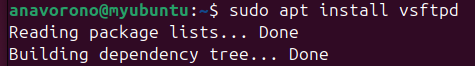 anavorono@myubuntu:~$ sudo apt install vsftpd
Reading package lists... Done
Building dependency tree... Done